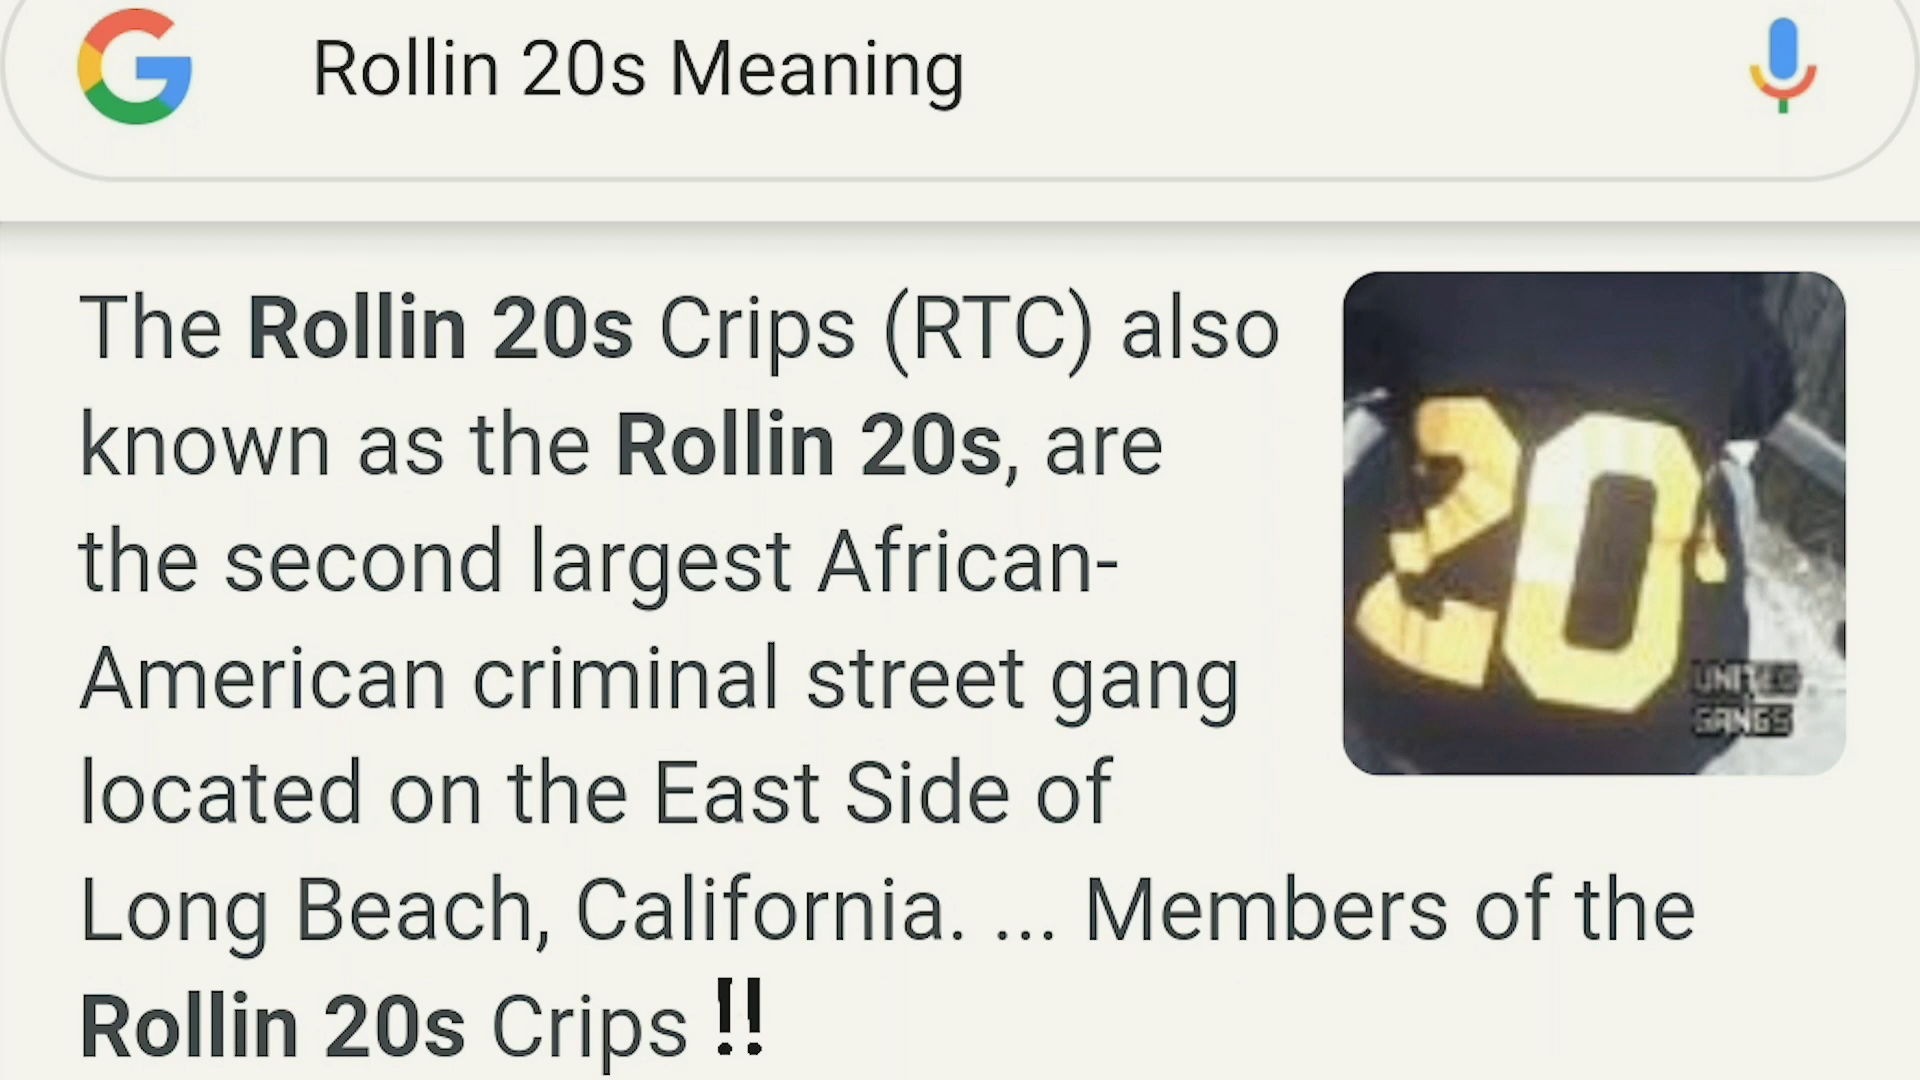 Rollin 20s Meaning
The Rollin 20s Crips (RTC) also
known as the Rollin 20s, are
the second largest African-
American criminal street gang
located on the East Side of
Long Beach, California. ... Members of the
Rollin 20s Crips !!
20'
UNITED
GANGS